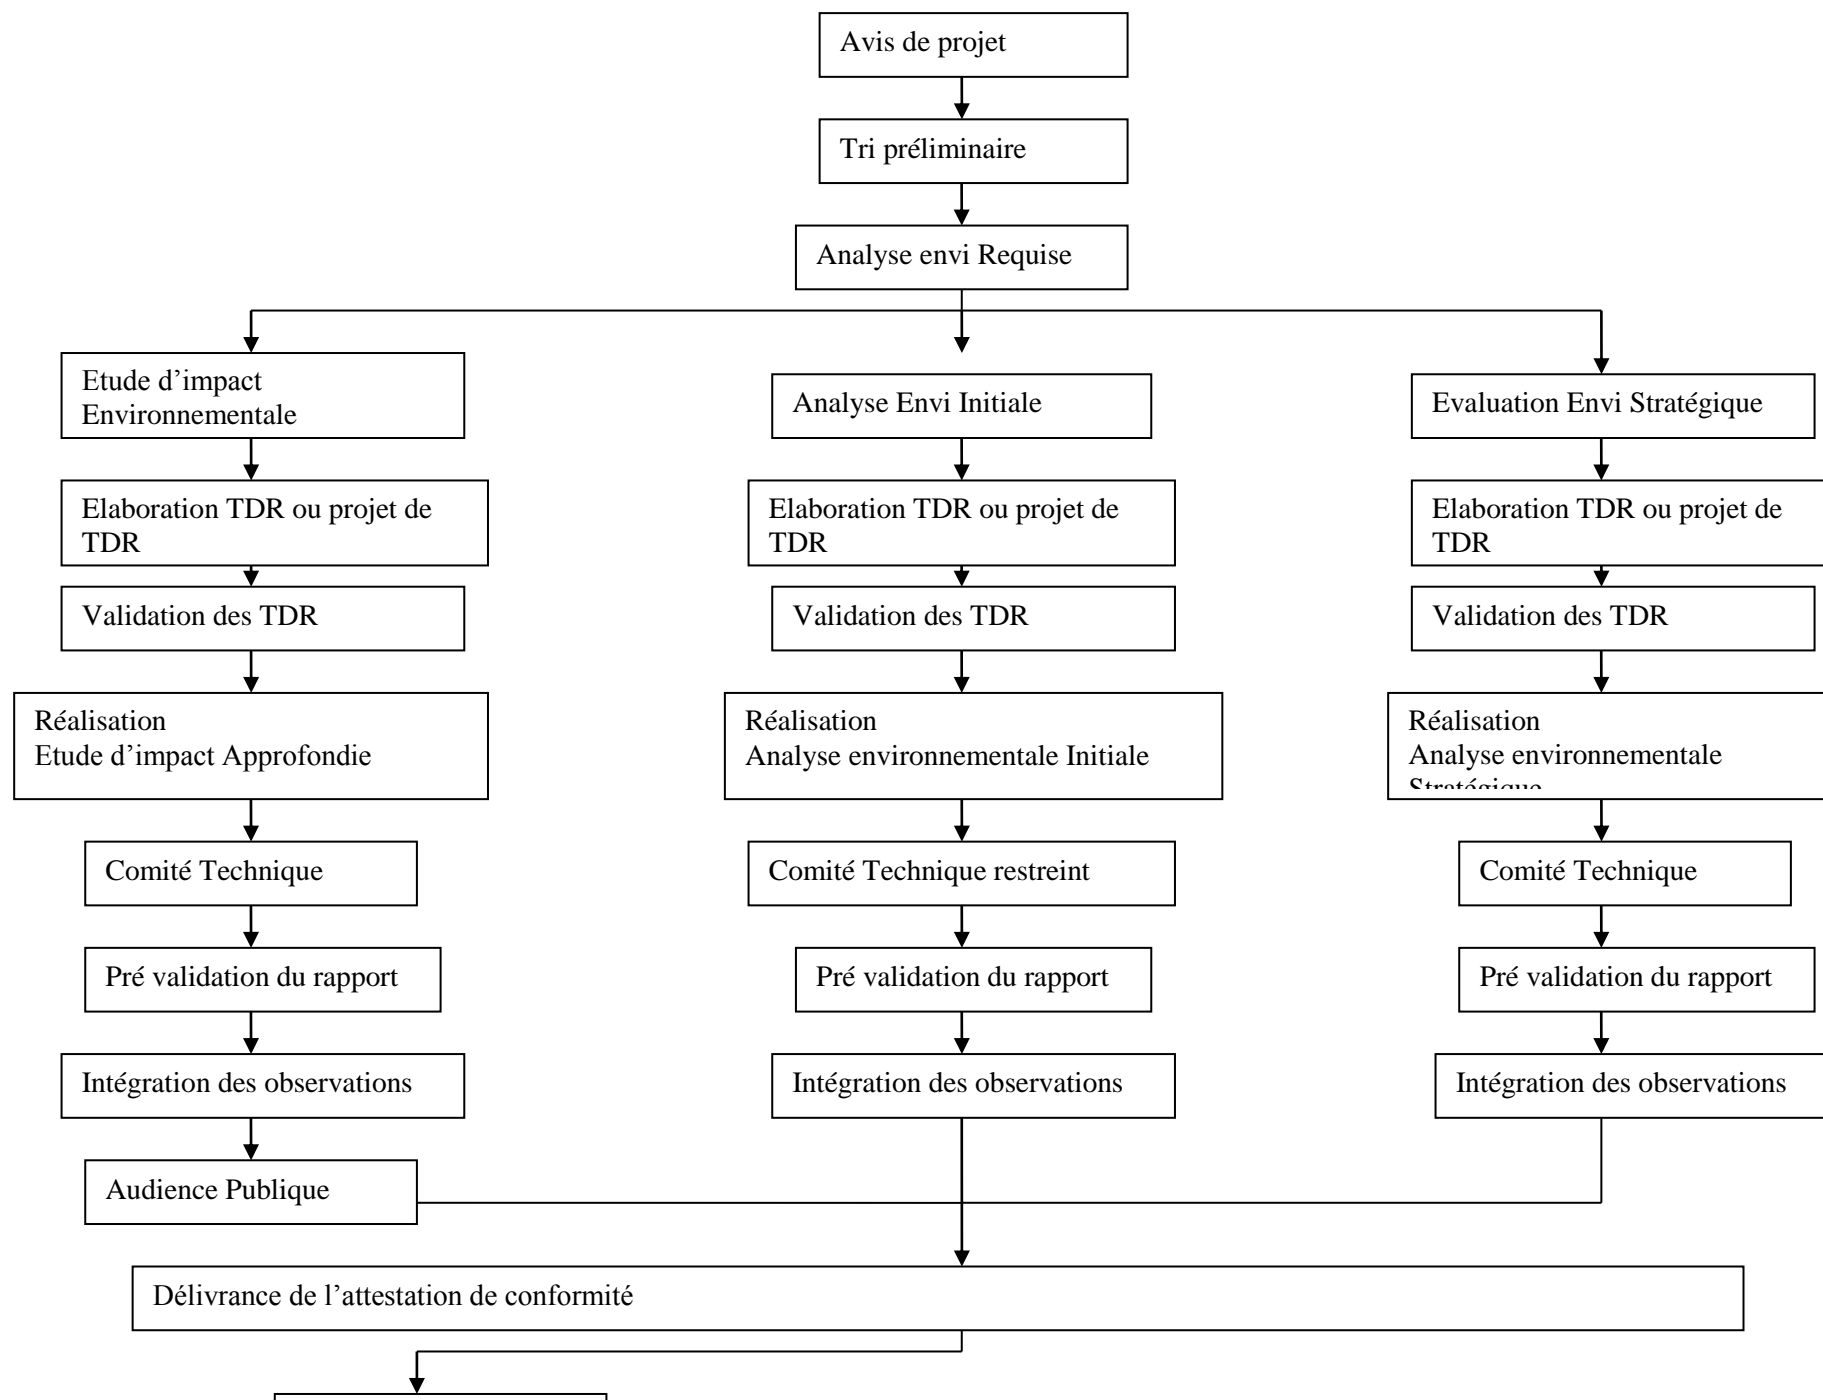 Avis de projet
Tri préliminaire
Analyse envi Requise
Etude d’impact
Environnementale
Analyse Envi Initiale
Evaluation Envi Stratégique
Elaboration TDR ou projet de
TDR
Elaboration TDR ou projet de
TDR
Elaboration TDR ou projet de
TDR
Validation des TDR
Validation des TDR
Validation des TDR
Réalisation
Etude d’impact Approfondie
Réalisation
Analyse environnementale Initiale
Réalisation
Analyse environnementale
Stratégique
Comité Technique
Comité Technique restreint
Comité Technique
Pré validation du rapport
Pré validation du rapport
Pré validation du rapport
Intégration des observations
Intégration des observations
Intégration des observations
Audience Publique
Délivrance de l’attestation de conformité